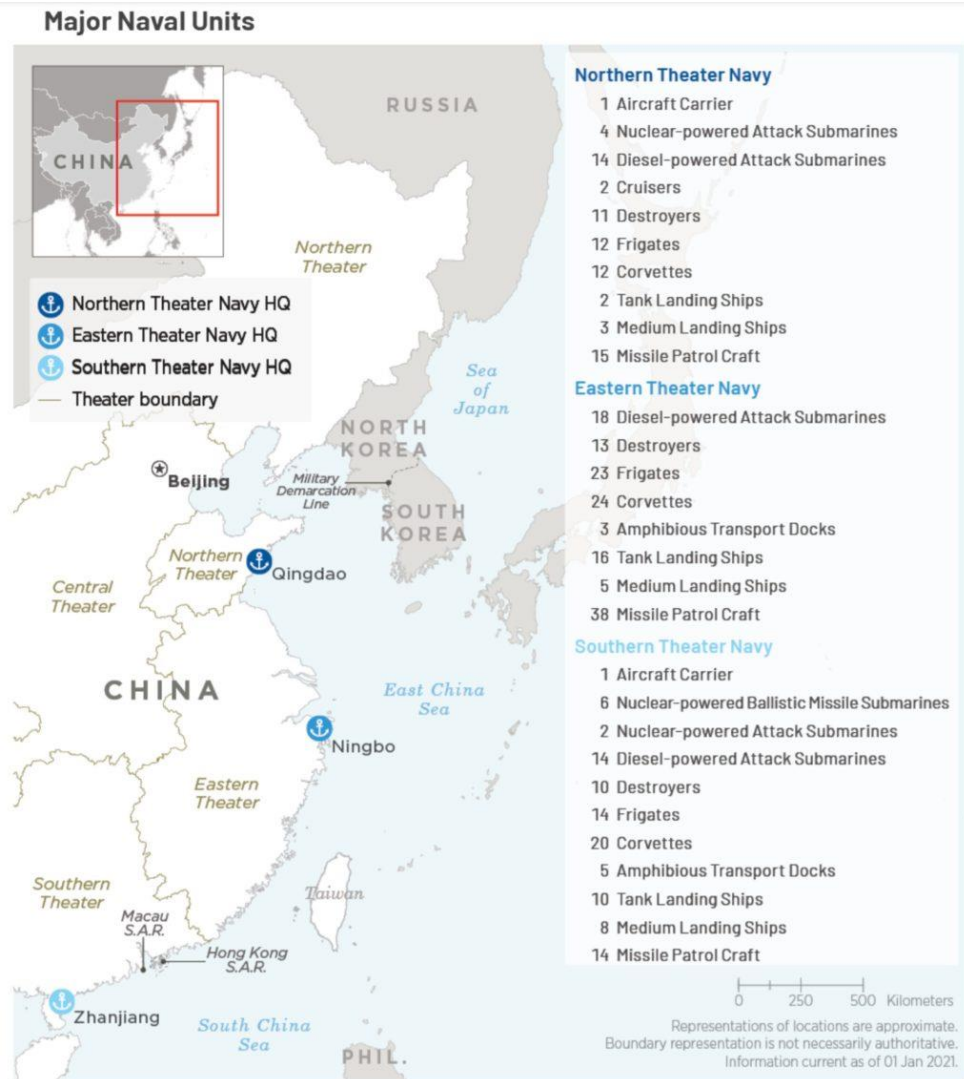 Major Naval Units
RUSSIA
CHINA
Northern
Theater
Northern Theater Navy HQ
Eastern Theater Navy HQ
Southern Theater Navy HQ
Theater boundary
Sea
of
Japan
NORTH
KOREA
Beijing
Military
Demarcation
Line
SOUTH
KOREA
Northern
Theater
Qingdao
Central
Theater
CHINA
East China
Sea
Ningbo
Eastern
Theater
Southern
Theater
Taiwan
Macau
S.A.R.
Hong Kong
S.A.R.
Zhanjiang
South China
Sea
PHIL.
Northern Theater Navy
1 Aircraft Carrier
4 Nuclear-powered Attack Submarines
14 Diesel-powered Attack Submarines
2 Cruisers
11 Destroyers
12 Frigates
12 Corvettes
2 Tank Landing Ships
3 Medium Landing Ships
15 Missile Patrol Craft
Eastern Theater Navy
18 Diesel-powered Attack Submarines
13 Destroyers
23 Frigates
24 Corvettes
3 Amphibious Transport Docks
16 Tank Landing Ships
5 Medium Landing Ships
38 Missile Patrol Craft
Southern Theater Navy
1 Aircraft Carrier
6 Nuclear-powered Ballistic Missile Submarines
2 Nuclear-powered Attack Submarines
14 Diesel-powered Attack Submarines
10 Destroyers
14 Frigates
20 Corvettes
5 Amphibious Transport Docks
10 Tank Landing Ships
8 Medium Landing Ships
14 Missile Patrol Craft
0 250 500 Kilometers
Representations of locations are approximate.
Boundary representation is not necessarily authoritative.
Information current as of 01 Jan 2021.